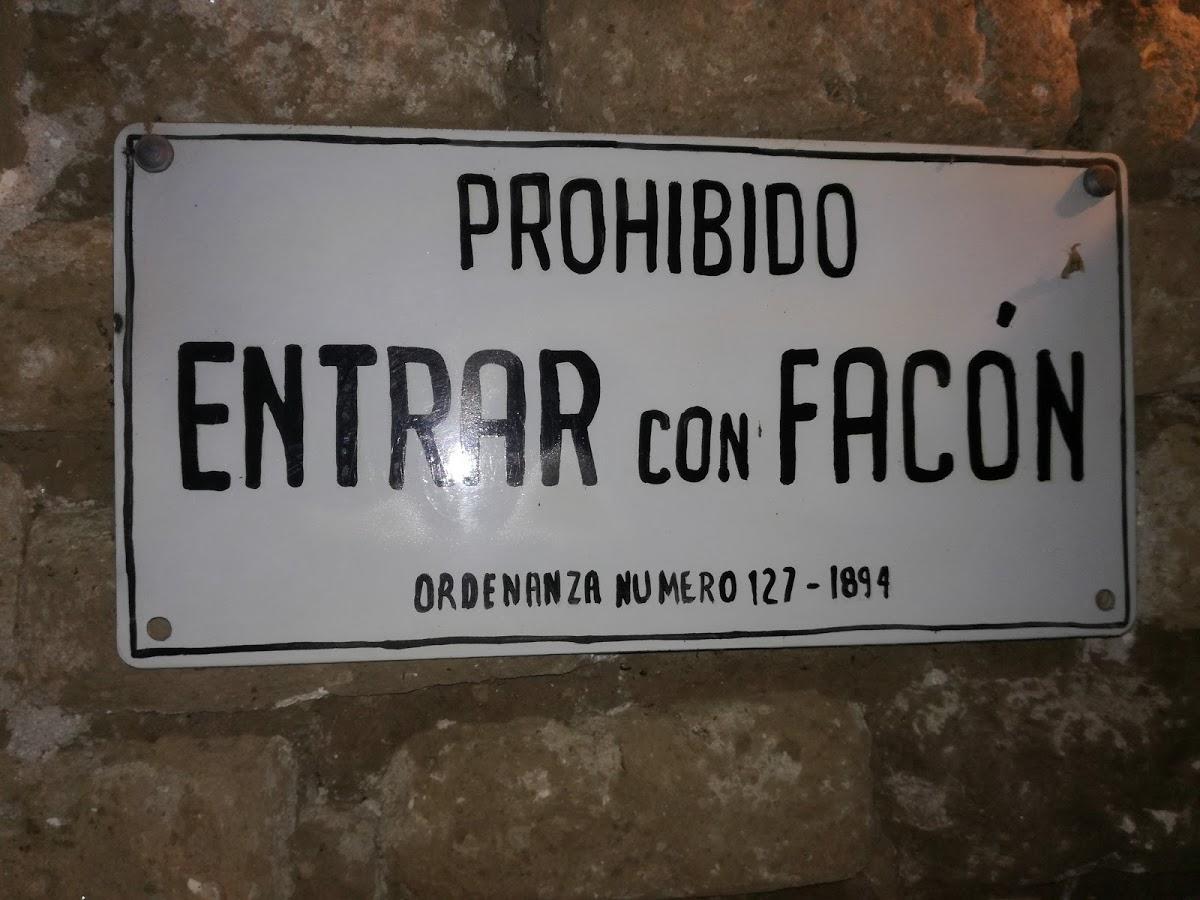 PROHIBIDO
ENTRAR CON FACÓN
ORDENANZA NUMERO 127-1894